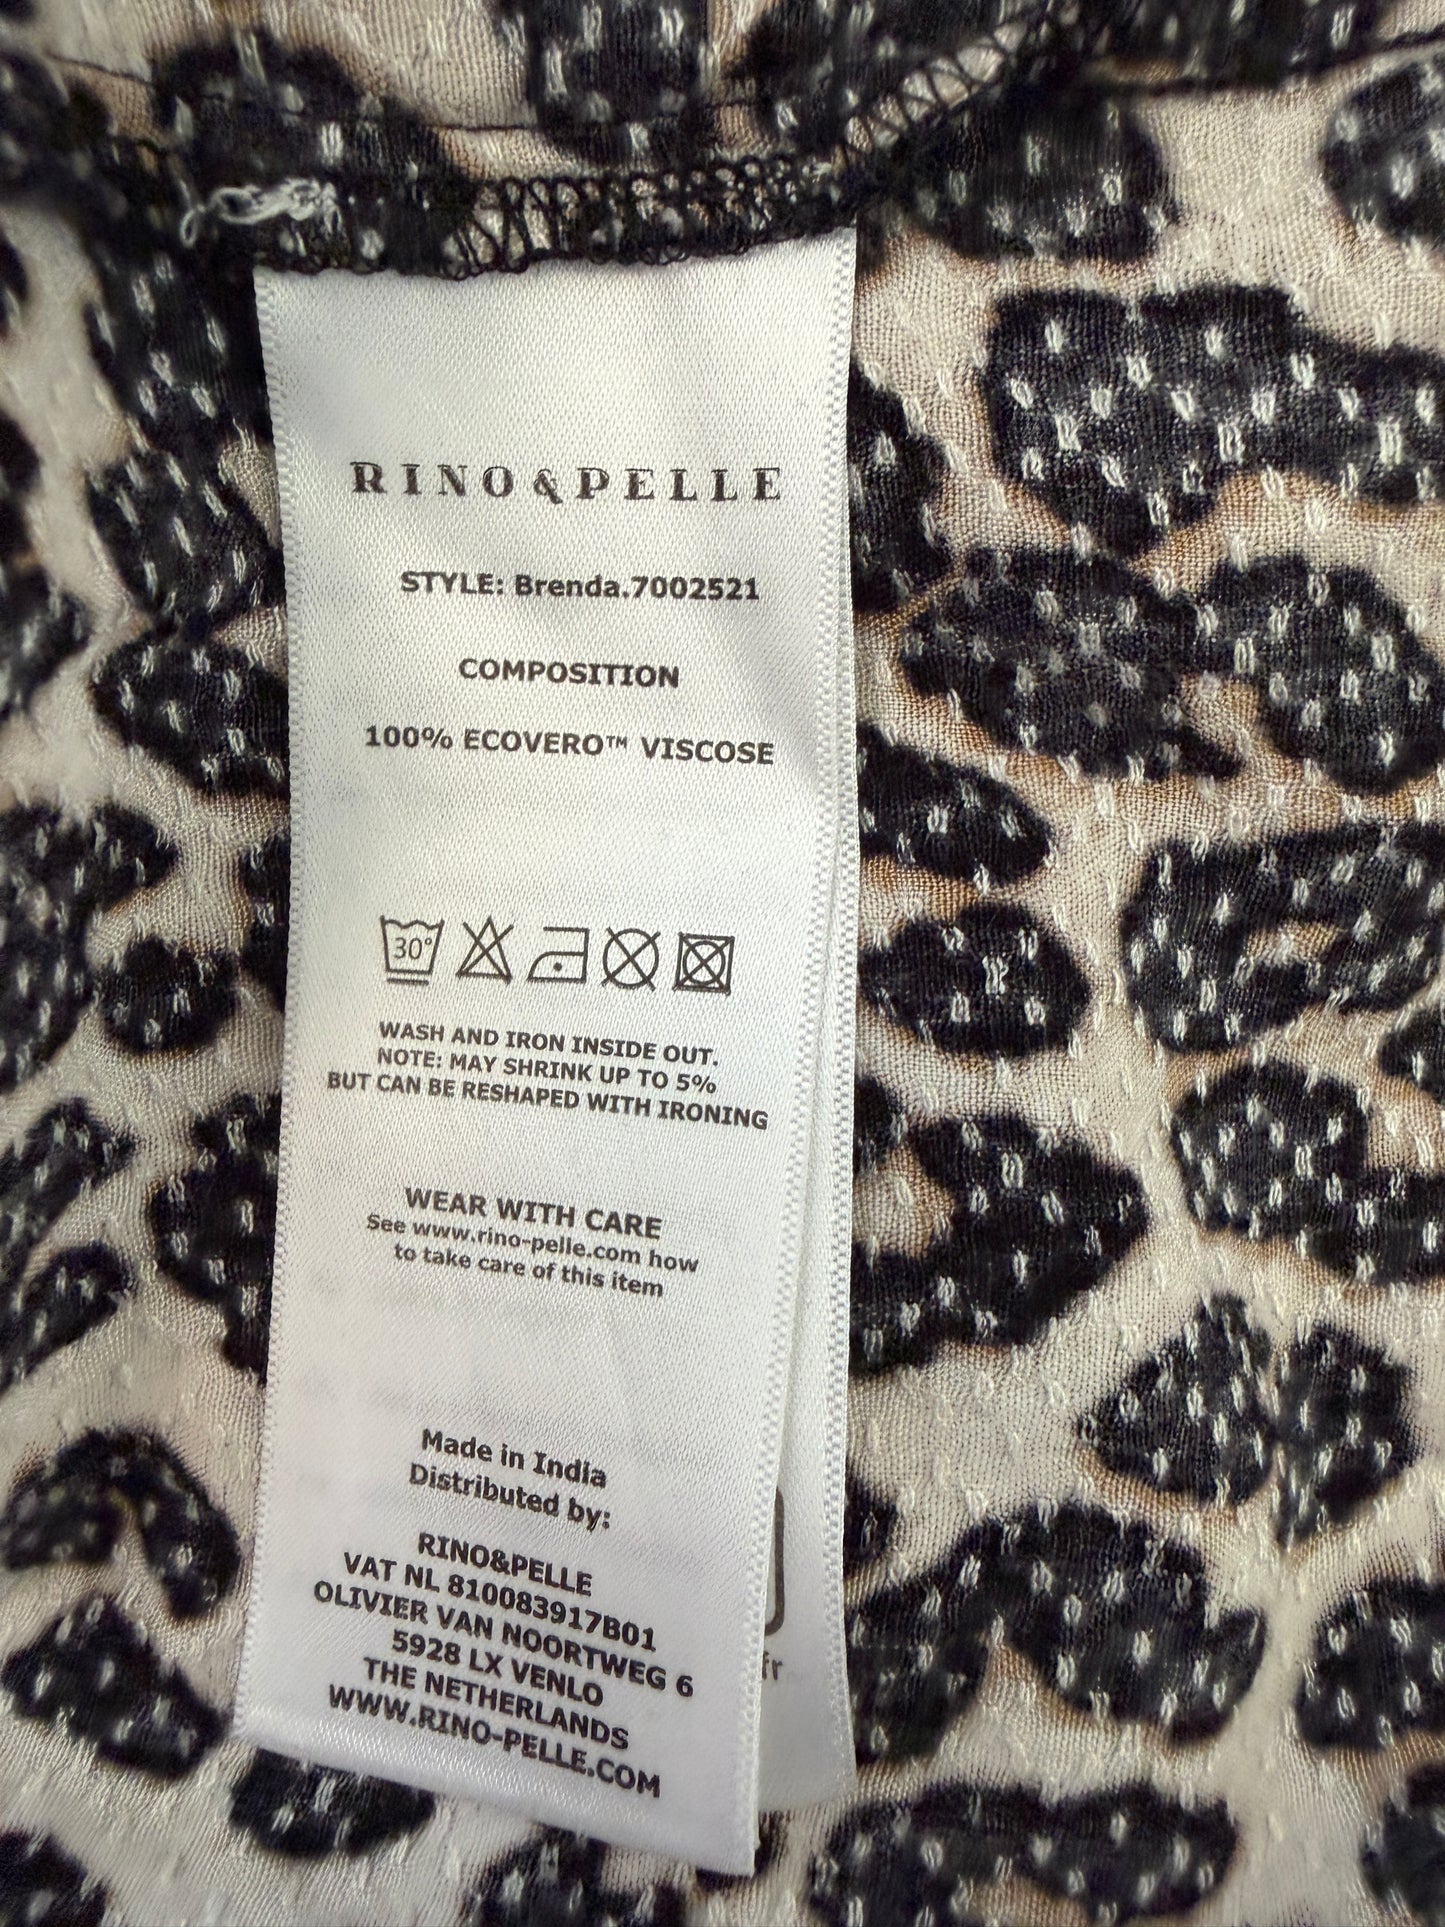 RINO&PELLE
STYLE: Brenda.7002521
COMPOSITION
100% ECOVERO™ VISCOSE
30°
WASH AND IRON INSIDE OUT.
NOTE: MAY SHRINK UP TO 5%
BUT CAN BE RESHAPED WITH IRONING
WEAR WITH CARE
See www.rino-pelle.com how
to take care of this item
Made in India
Distributed by:
RINO&PELLE
VAT NL 810083917B01
OLIVIER VAN NOORTWEG 6
5928 LX VENLO
THE NETHERLANDS
WWW.RINO-PELLE.COM
fr